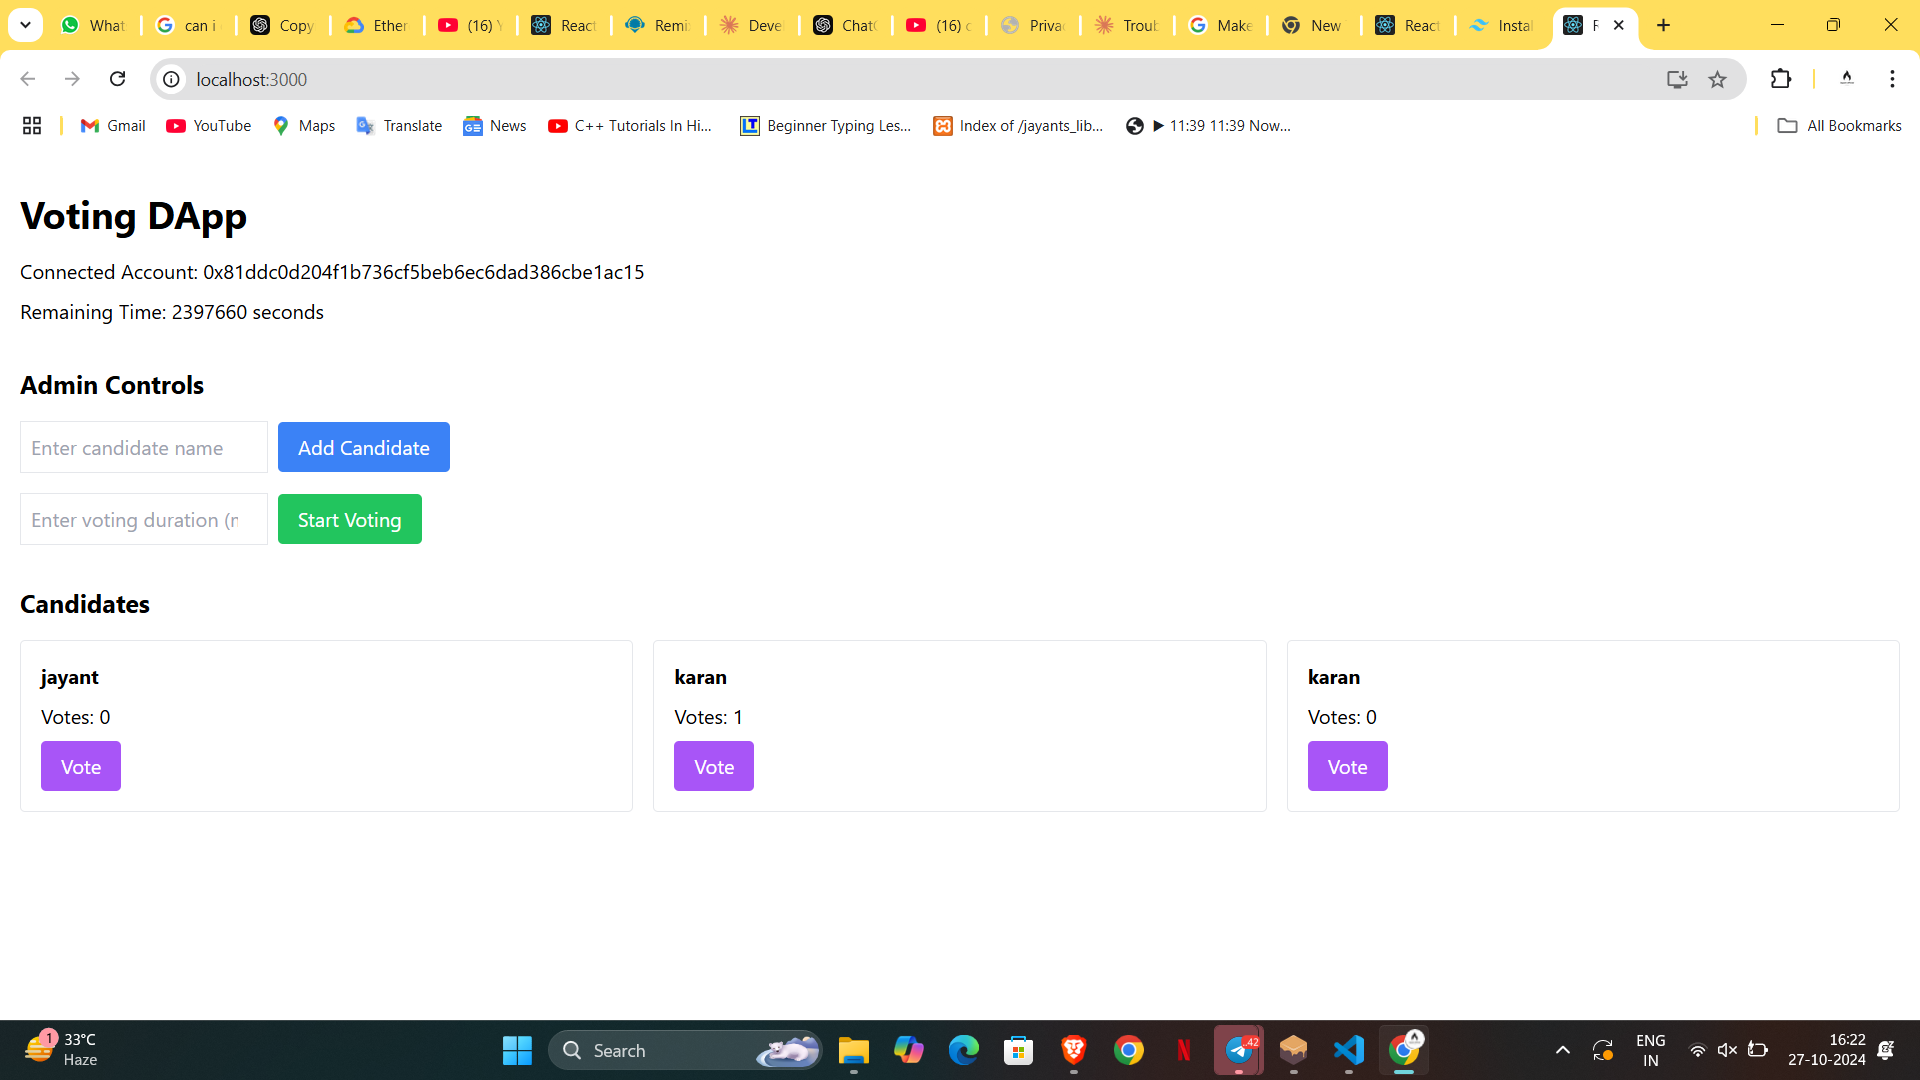 What
can i
Copy
Ether
(16) Y
React
Remix
Devel
ChatG
(16) c
Privac
Troub
Make
New
React
Instal
localhost:3000
Gmail
YouTube
Maps
Translate
News
C++ Tutorials In Hi...
Beginner Typing Les...
Index of /jayants_lib...
▶ 11:39 11:39 Now...
All Bookmarks
Voting DApp
Connected Account: 0x81ddc0d204f1b736cf5beb6ec6dad386cbe1ac15
Remaining Time: 2397660 seconds
Admin Controls
Enter candidate name
Add Candidate
Enter voting duration (
Start Voting
Candidates
jayant
Votes: 0
Vote
karan
Votes: 1
Vote
karan
Votes: 0
Vote
1
33°C
Haze
Search
.42
ENG
IN
16:22
27-10-2024